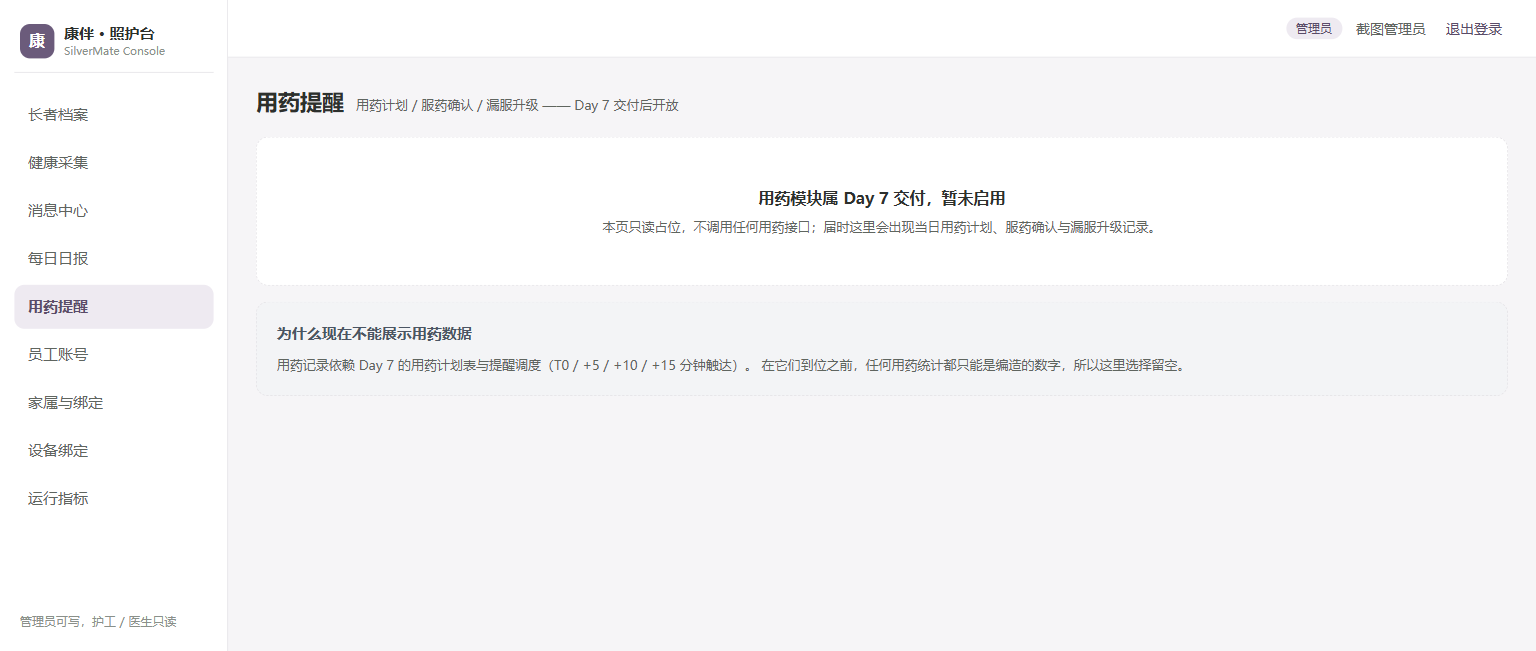 康
康伴・照护台
SilverMate Console
管理员
截图管理员
退出登录
长者档案
健康采集
消息中心
每日日报
用药提醒
员工账号
家属与绑定
设备绑定
运行指标
管理员可写，护工 / 医生只读
用药提醒
用药计划 / 服药确认 / 漏服升级 —— Day 7 交付后开放
用药模块属 Day 7 交付，暂未启用
本页只读占位，不调用任何用药接口；届时这里会出现当日用药计划、服药确认与漏服升级记录。
为什么现在不能展示用药数据
用药记录依赖 Day 7 的用药计划表与提醒调度（T0 / +5 / +10 / +15 分钟触达）。 在它们到位之前，任何用药统计都只能是编造的数字，所以这里选择留空。